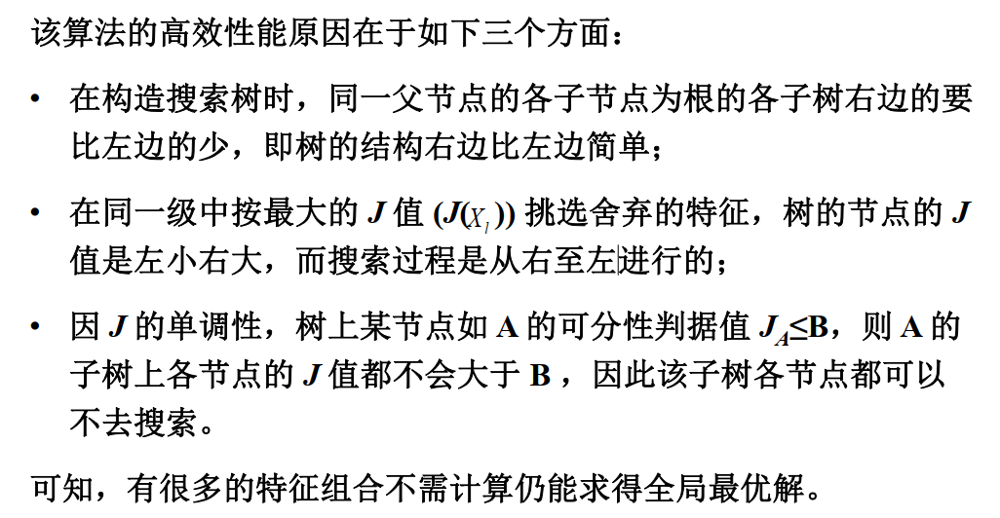 该算法的高效性能原因在于如下三个方面：
• 在构造搜索树时，同一父节点的各子节点为根的各子树右边的要
比左边的少，即树的结构右边比左边简单；
• 在同一级中按最大的 J 值 (J(X_l)) 挑选舍弃的特征，树的节点的 J
值是左小右大，而搜索过程是从右至左进行的；
• 因 J 的单调性，树上某节点如 A 的可分性判据值 J_A≤B，则 A 的
子树上各节点的 J 值都不会大于 B ，因此该子树各节点都可以
不去搜索。
可知，有很多的特征组合不需计算仍能求得全局最优解。